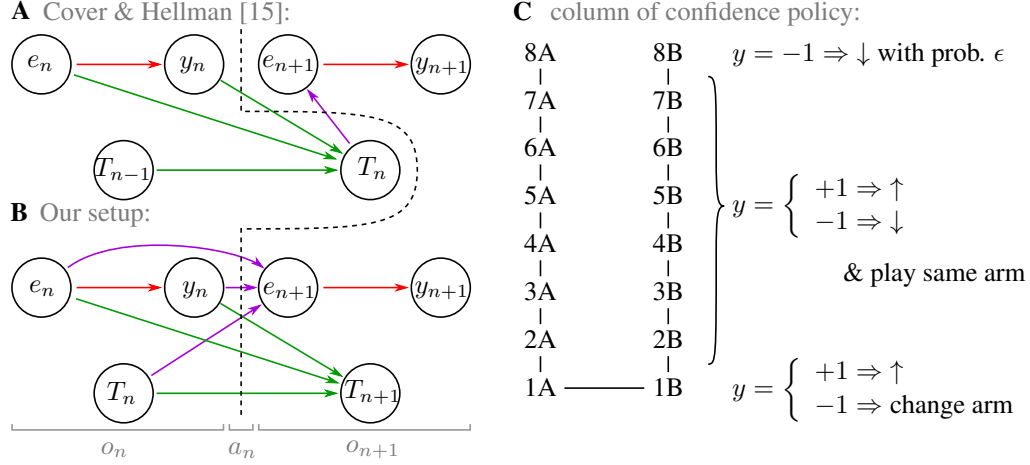 A Cover & Hellman [15]:
e_n y_n e_{n+1} y_{n+1}
T_{n-1} T_n
B Our setup:
e_n y_n e_{n+1} y_{n+1}
T_n T_{n+1}
o_n a_n o_{n+1}
C column of confidence policy:
8A 8B y = −1 ⇒ ↓ with prob. ϵ
7A 7B
6A 6B
5A 5B y = { +1 ⇒ ↑
−1 ⇒ ↓
4A 4B
& play same arm
3A 3B
2A 2B
1A 1B y = { +1 ⇒ ↑
−1 ⇒ change arm